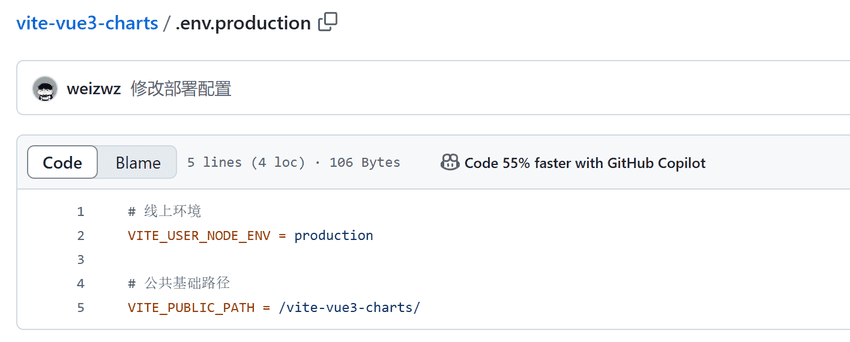 vite-vue3-charts / .env.production
weizwz 修改部署配置
Code Blame 5 lines (4 loc) · 106 Bytes Code 55% faster with GitHub Copilot
1 # 线上环境
2 VITE_USER_NODE_ENV = production
3
4 # 公共基础路径
5 VITE_PUBLIC_PATH = /vite-vue3-charts/